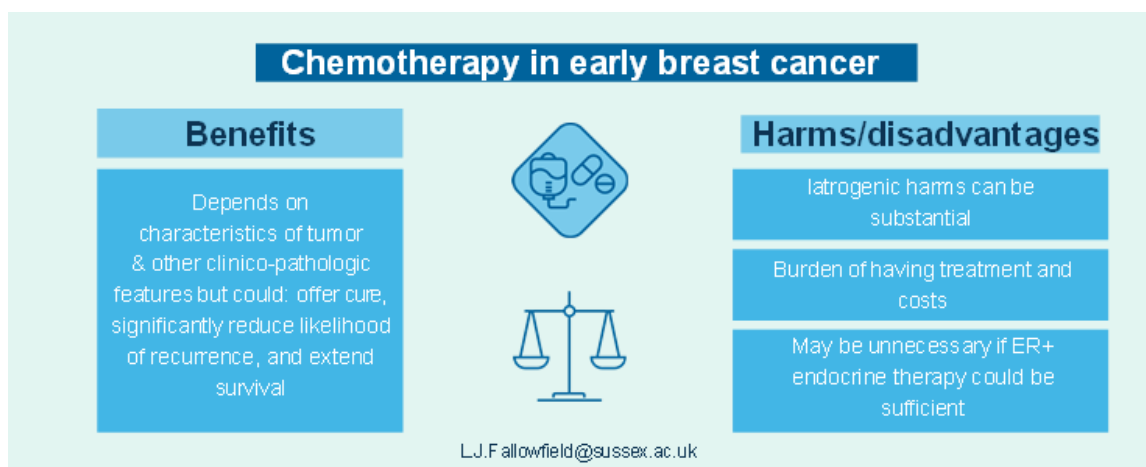 Chemotherapy in early breast cancer
Benefits
Depends on
characteristics of tumor
& other clinico-pathologic
features but could: offer cure,
significantly reduce likelihood
of recurrence, and extend
survival
Harms/disadvantages
Iatrogenic harms can be
substantial
Burden of having treatment and
costs
May be unnecessary if ER+
endocrine therapy could be
sufficient
L.J.Fallowfield@sussex.ac.uk